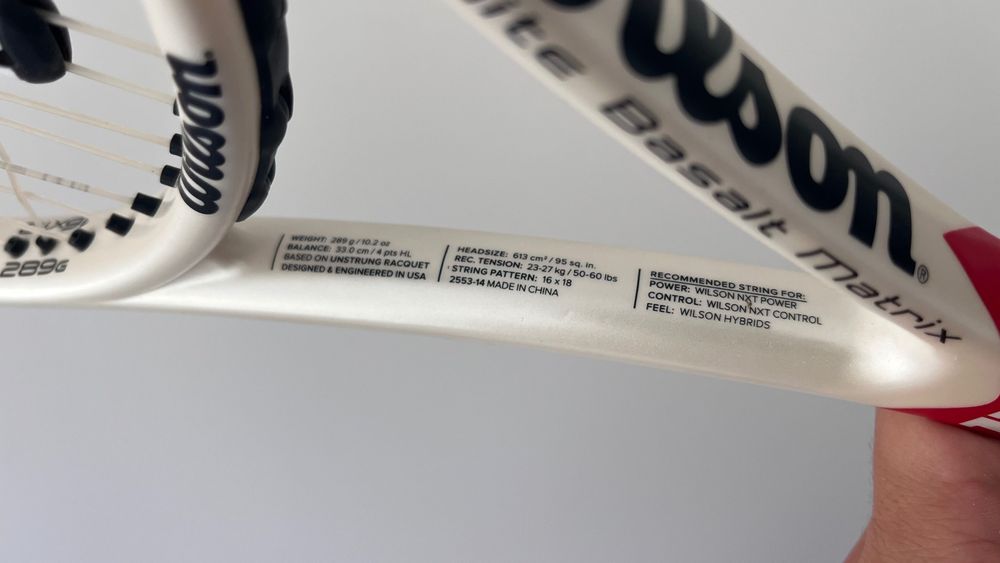 Wilson
289G
WEIGHT: 289 g / 10.2 oz
BALANCE: 33.0 cm / 4 pts HL
BASED ON UNSTRUNG RACQUET
DESIGNED & ENGINEERED IN USA
HEADSIZE: 613 cm² / 95 sq. in.
REC. TENSION: 23-27 kg / 50-60 lbs
STRING PATTERN: 16 x 18
2553-14 MADE IN CHINA
RECOMMENDED STRING FOR:
POWER: WILSON NXT POWER
CONTROL: WILSON NXT CONTROL
FEEL: WILSON HYBRIDS
Wilson®
Basalt Matrix